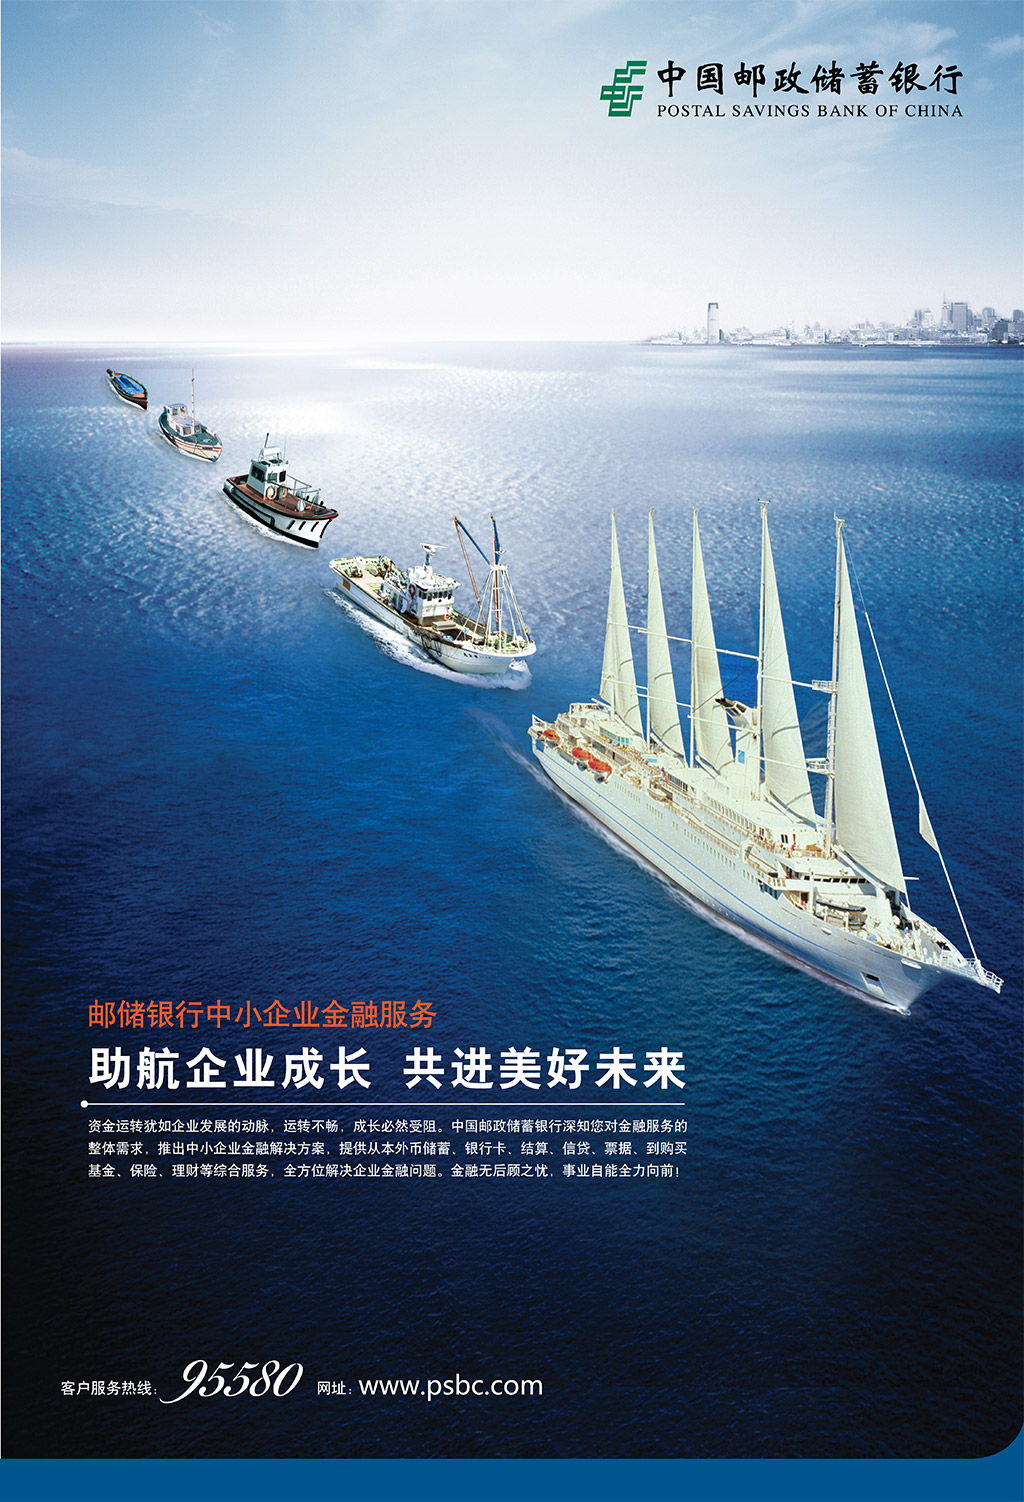 中国邮政储蓄银行
POSTAL SAVINGS BANK OF CHINA
邮储银行中小企业金融服务
助航企业成长 共进美好未来
资金运转犹如企业发展的动脉，运转不畅，成长必然受阻。中国邮政储蓄银行深知您对金融服务的
整体需求，推出中小企业金融解决方案，提供从本外币储蓄、银行卡、结算、信贷、票据、到购买
基金、保险、理财等综合服务，全方位解决企业金融问题。金融无后顾之忧，事业自能全力向前！
客户服务热线：95580 网址：www.psbc.com